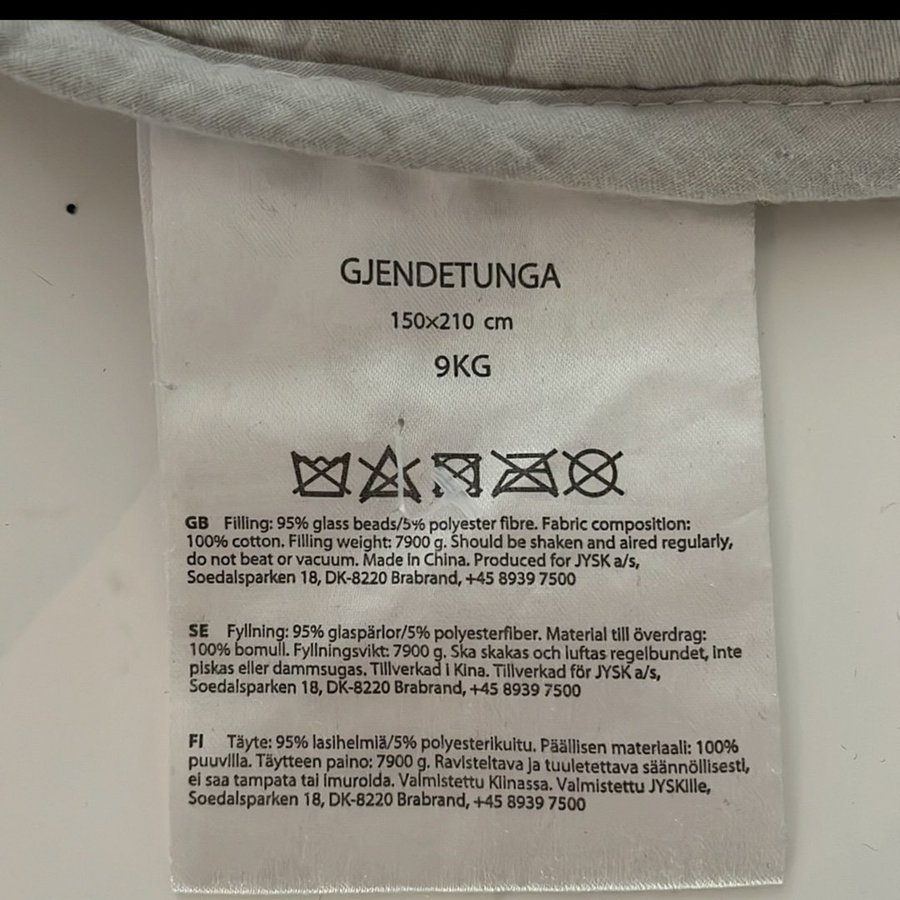 GJENDETUNGA
150x210 cm
9KG
GB Filling: 95% glass beads/5% polyester fibre. Fabric composition:
100% cotton. Filling weight: 7900 g. Should be shaken and aired regularly,
do not beat or vacuum. Made in China. Produced for JYSK a/s,
Soedalsparken 18, DK-8220 Brabrand, +45 8939 7500
SE Fyllning: 95% glaspärlor/5% polyesterfiber. Material till överdrag:
100% bomull. Fyllningsvikt: 7900 g. Ska skakas och luftas regelbundet, inte
piskas eller dammsugas. Tillverkad i Kina. Tillverkad för JYSK a/s,
Soedalsparken 18, DK-8220 Brabrand, +45 8939 7500
FI Täyte: 95% lasihelmiä/5% polyesterikuitu. Päällisen materiaali: 100%
puuvilla. Täytteen paino: 7900 g. Ravisteltava ja tuuletettava säännöllisesti,
ei saa tampata tai imuroida. Valmistettu Kiinassa. Valmistettu JYSKille,
Soedalsparken 18, DK-8220 Brabrand, +45 8939 7500